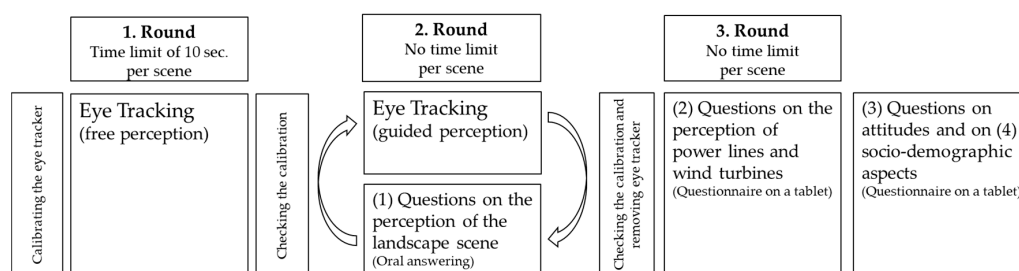 1. Round
Time limit of 10 sec.
per scene
2. Round
No time limit
per scene
3. Round
No time limit
per scene
Calibrating the eye tracker
Eye Tracking
(free perception)
Checking the calibration
Eye Tracking
(guided perception)
(1) Questions on the
perception of the
landscape scene
(Oral answering)
Checking the calibration and
removing eye tracker
(2) Questions on the
perception of
power lines and
wind turbines
(Questionnaire on a tablet)
(3) Questions on
attitudes and on (4)
socio-demographic
aspects
(Questionnaire on a tablet)